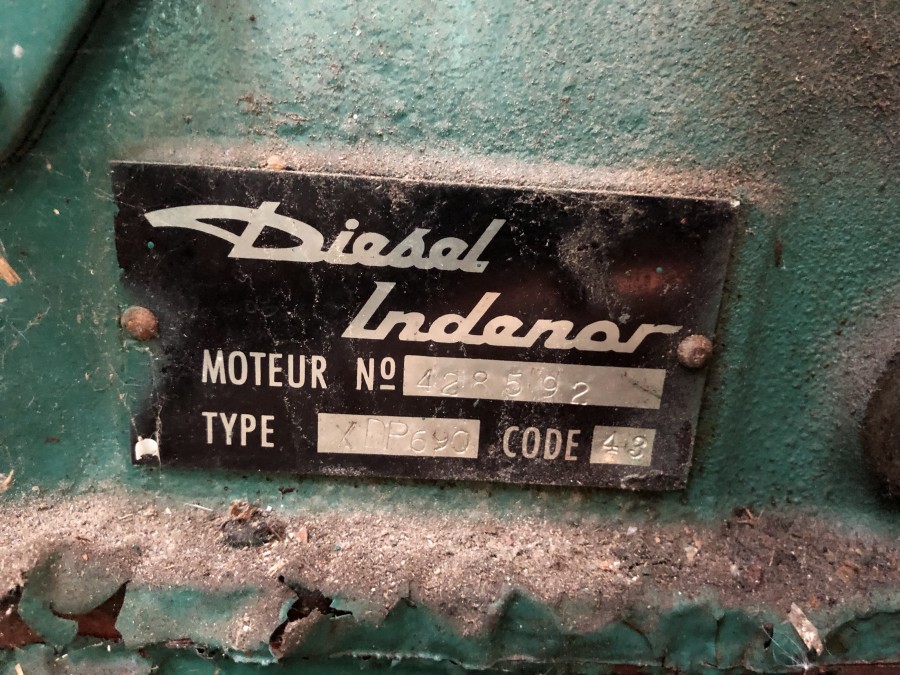 Diesel
Indenor
MOTEUR Nº 428592
TYPE XDP690 CODE 43